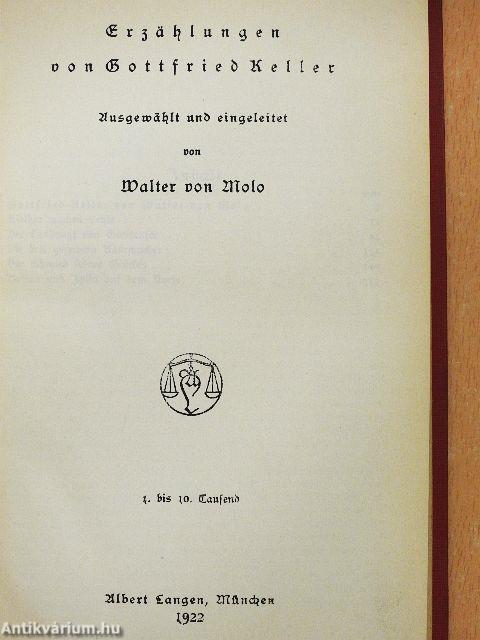 Erzählungen
von Gottfried Keller
Ausgewählt und eingeleitet
von
Walter von Molo
1. bis 10. Tausend
Albert Langen, München
1922
Antikvárium.hu